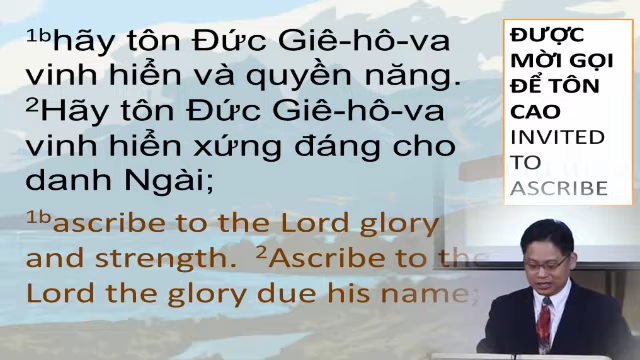 1bhãy tôn Đức Giê-hô-va
vinh hiển và quyền năng.
2Hãy tôn Đức Giê-hô-va
vinh hiển xứng đáng cho
danh Ngài;
1bascribe to the Lord glory
and strength. 2Ascribe to the
Lord the glory due his name;
ĐƯỢC
MỜI GỌI
ĐỂ TÔN
CAO
INVITED
TO
ASCRIBE